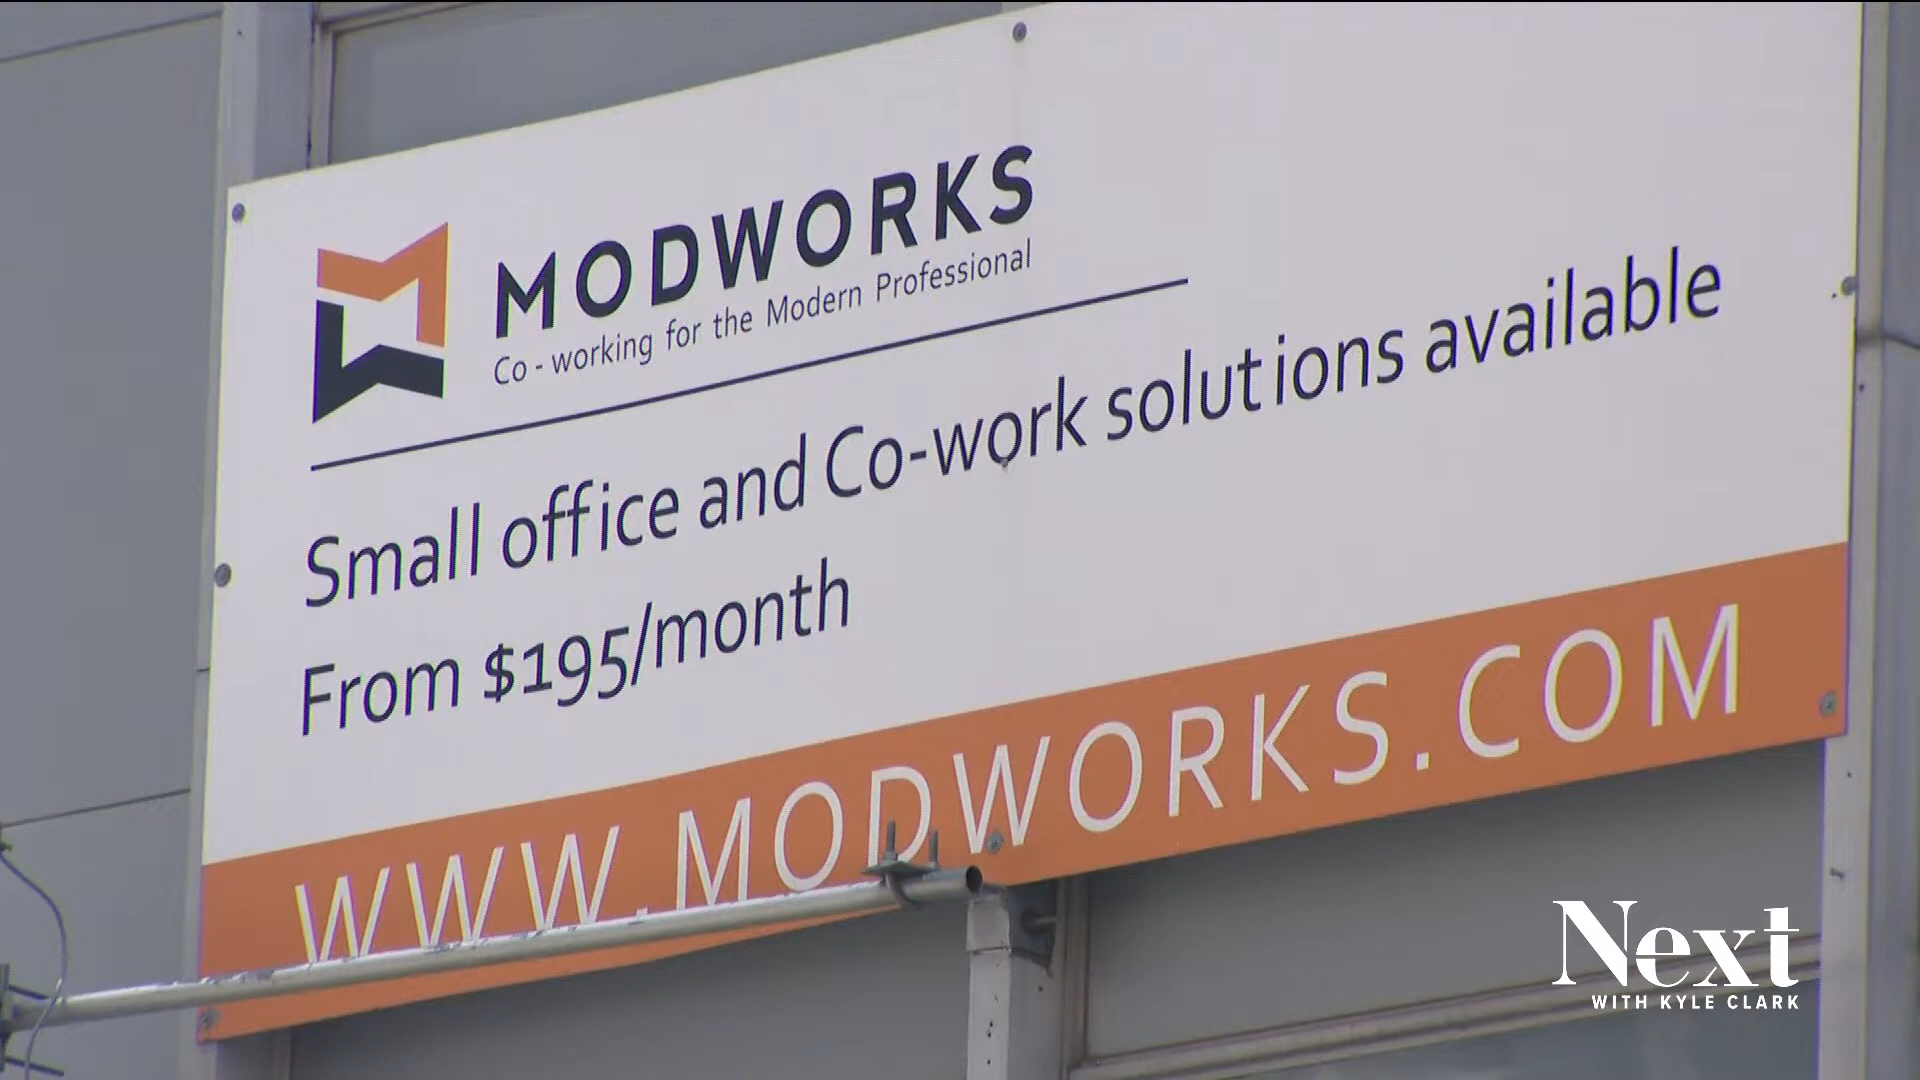 MODWORKS
Co - working for the Modern Professional
Small office and Co-work solutions available
From $195/month
WWW.MODWORKS.COM
Next
WITH KYLE CLARK